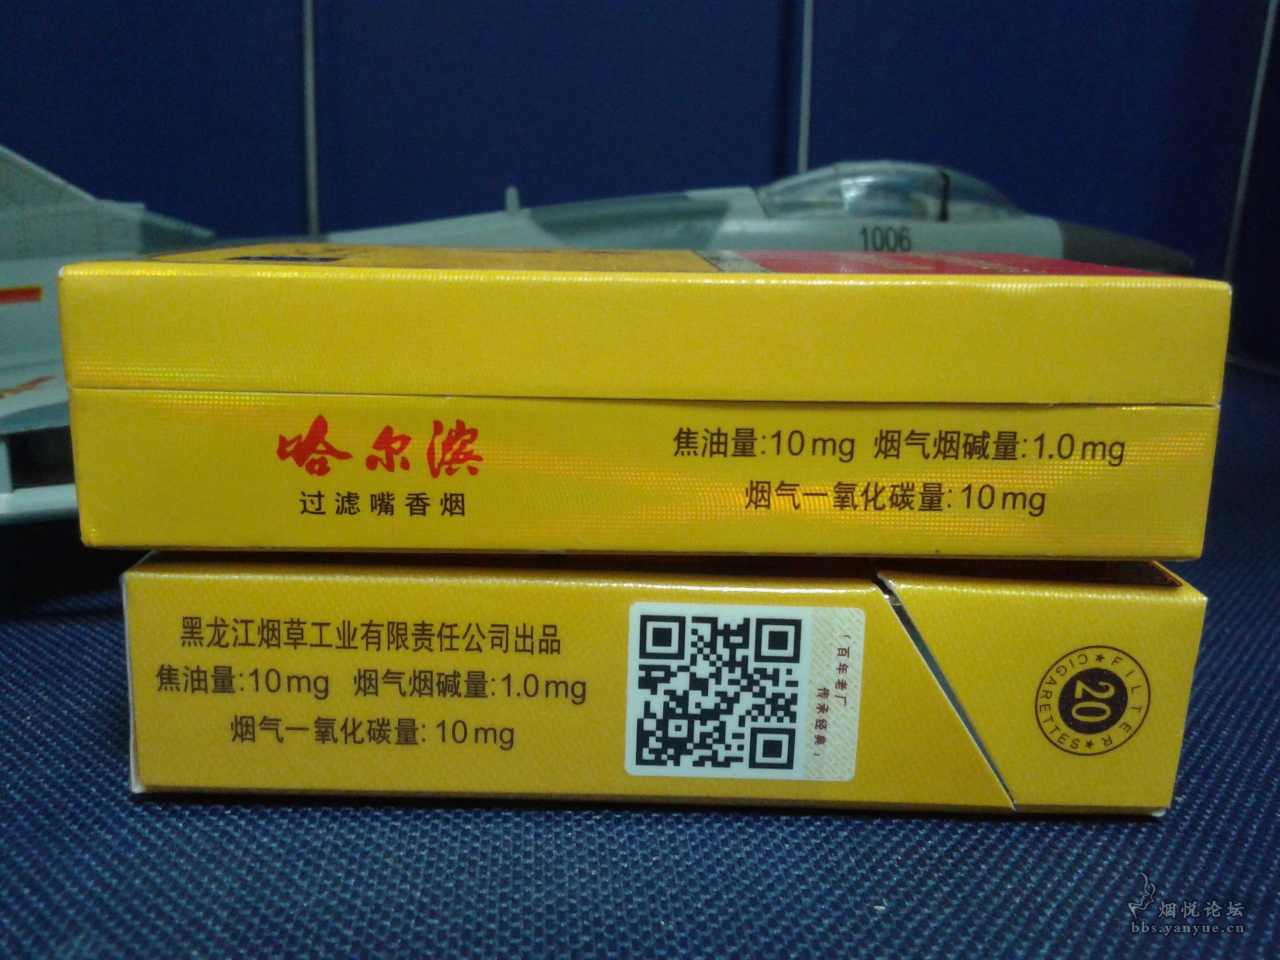 1006
哈尔滨
过滤嘴香烟
焦油量:10mg 烟气烟碱量:1.0mg
烟气一氧化碳量:10mg
黑龙江烟草工业有限责任公司出品
焦油量:10mg 烟气烟碱量:1.0mg
烟气一氧化碳量:10mg
百年老厂
传承经典
FILTER
20
CIGARETTES
烟悦论坛
bbs.yanyue.cn